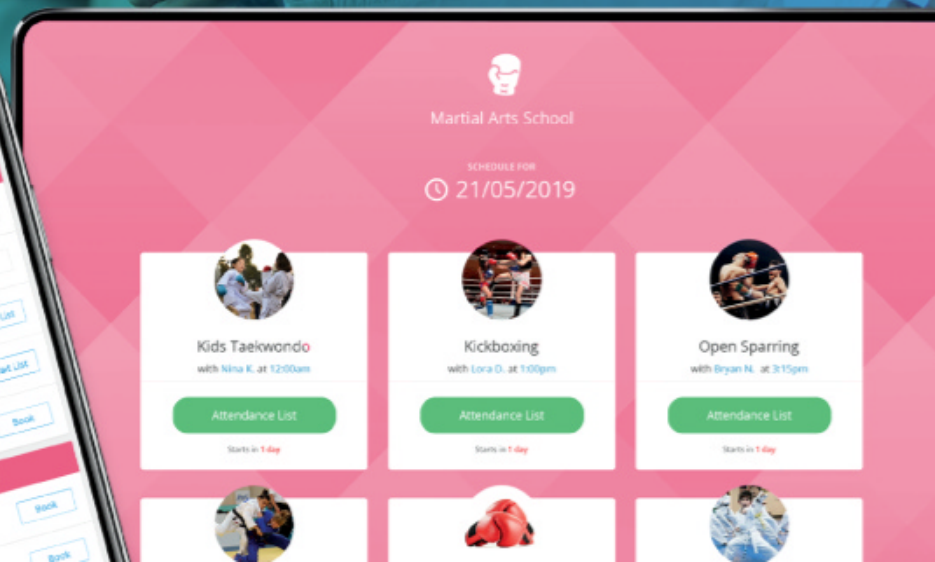 Martial Arts School
SCHEDULE FOR
21/05/2019
Kids Taekwondo
with Nina K. at 12:00am
Attendance List
Starts in 1 day
Kickboxing
with Lora D. at 1:00pm
Attendance List
Starts in 1 day
Open Sparring
with Bryan N. at 3:15pm
Attendance List
Starts in 1 day
List
List
Book
Book
Book